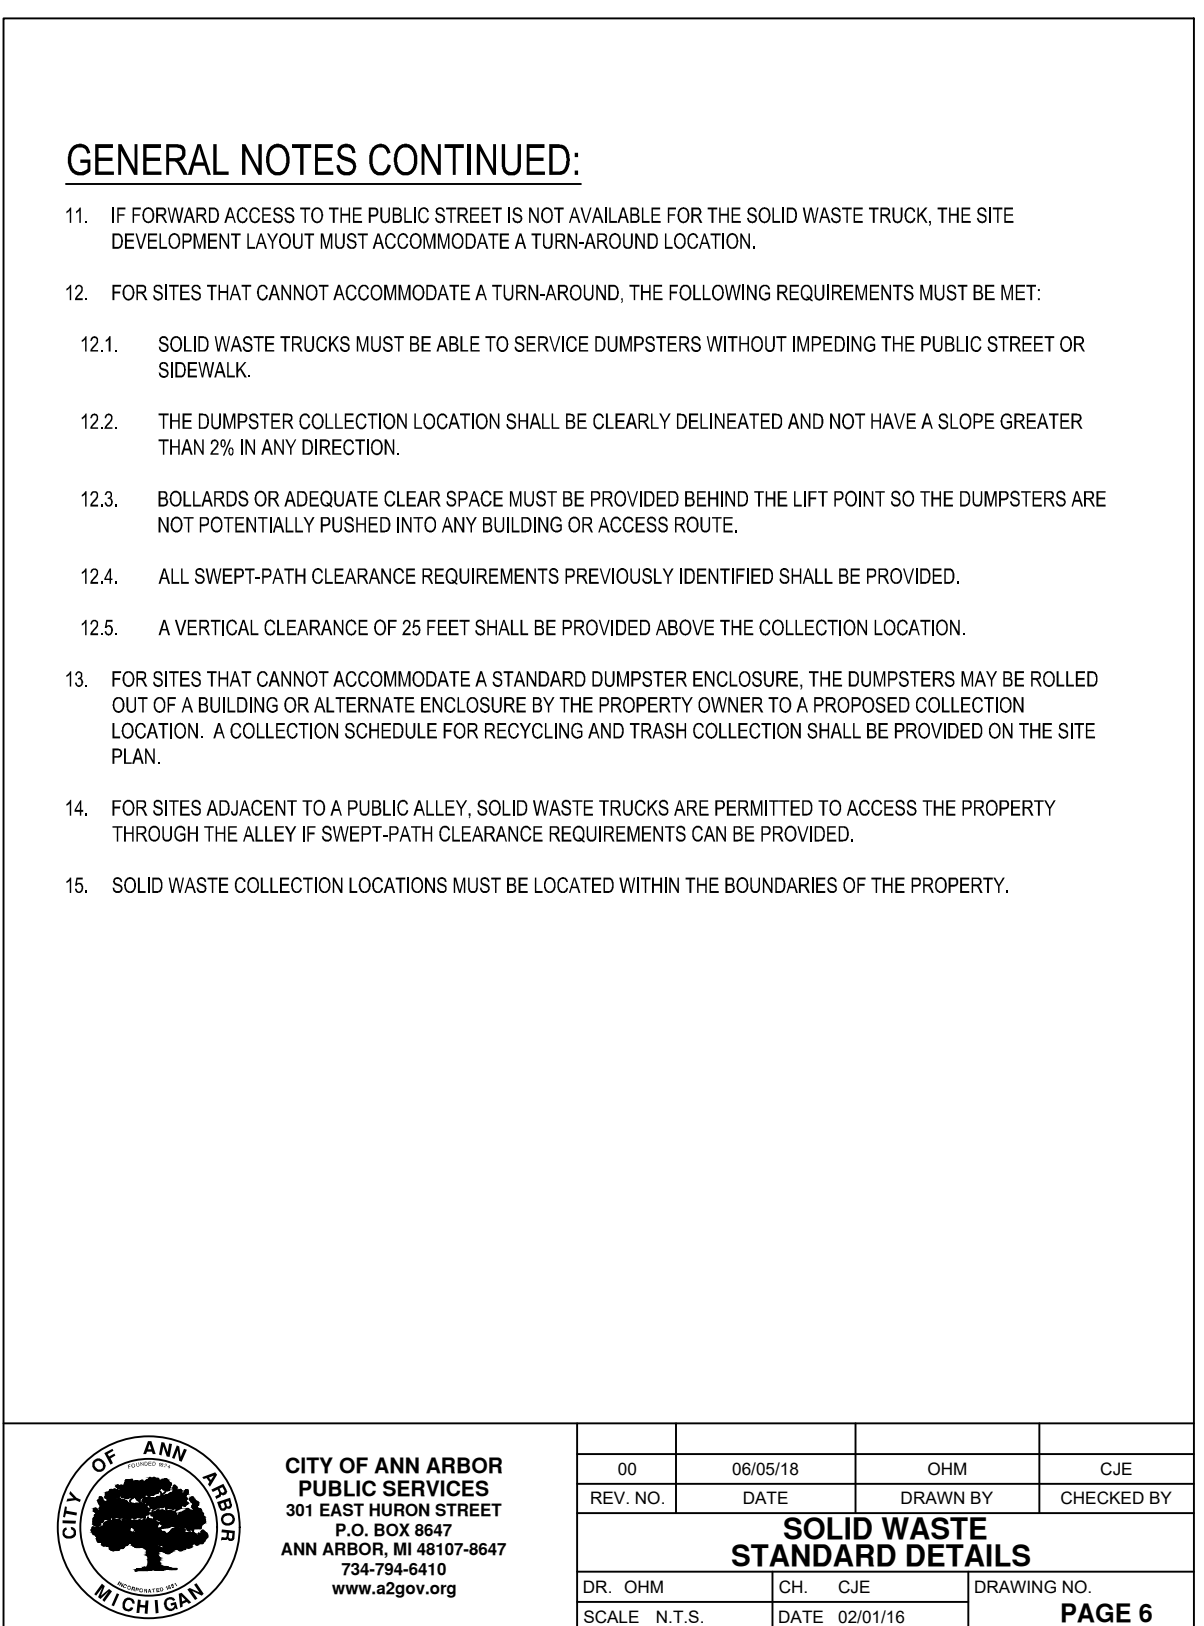 GENERAL NOTES CONTINUED:
11. IF FORWARD ACCESS TO THE PUBLIC STREET IS NOT AVAILABLE FOR THE SOLID WASTE TRUCK, THE SITE
DEVELOPMENT LAYOUT MUST ACCOMMODATE A TURN-AROUND LOCATION.
12. FOR SITES THAT CANNOT ACCOMMODATE A TURN-AROUND, THE FOLLOWING REQUIREMENTS MUST BE MET:
12.1. SOLID WASTE TRUCKS MUST BE ABLE TO SERVICE DUMPSTERS WITHOUT IMPEDING THE PUBLIC STREET OR
SIDEWALK.
12.2. THE DUMPSTER COLLECTION LOCATION SHALL BE CLEARLY DELINEATED AND NOT HAVE A SLOPE GREATER
THAN 2% IN ANY DIRECTION.
12.3. BOLLARDS OR ADEQUATE CLEAR SPACE MUST BE PROVIDED BEHIND THE LIFT POINT SO THE DUMPSTERS ARE
NOT POTENTIALLY PUSHED INTO ANY BUILDING OR ACCESS ROUTE.
12.4. ALL SWEPT-PATH CLEARANCE REQUIREMENTS PREVIOUSLY IDENTIFIED SHALL BE PROVIDED.
12.5. A VERTICAL CLEARANCE OF 25 FEET SHALL BE PROVIDED ABOVE THE COLLECTION LOCATION.
13. FOR SITES THAT CANNOT ACCOMMODATE A STANDARD DUMPSTER ENCLOSURE, THE DUMPSTERS MAY BE ROLLED
OUT OF A BUILDING OR ALTERNATE ENCLOSURE BY THE PROPERTY OWNER TO A PROPOSED COLLECTION
LOCATION. A COLLECTION SCHEDULE FOR RECYCLING AND TRASH COLLECTION SHALL BE PROVIDED ON THE SITE
PLAN.
14. FOR SITES ADJACENT TO A PUBLIC ALLEY, SOLID WASTE TRUCKS ARE PERMITTED TO ACCESS THE PROPERTY
THROUGH THE ALLEY IF SWEPT-PATH CLEARANCE REQUIREMENTS CAN BE PROVIDED.
15. SOLID WASTE COLLECTION LOCATIONS MUST BE LOCATED WITHIN THE BOUNDARIES OF THE PROPERTY.
CITY OF ANN ARBOR
FOUNDED 1824
INCORPORATED 1851
MICHIGAN
CITY OF ANN ARBOR
PUBLIC SERVICES
301 EAST HURON STREET
P.O. BOX 8647
ANN ARBOR, MI 48107-8647
734-794-6410
www.a2gov.org
00 06/05/18 OHM CJE
REV. NO. DATE DRAWN BY CHECKED BY
SOLID WASTE
STANDARD DETAILS
DR. OHM CH. CJE DRAWING NO.
SCALE N.T.S. DATE 02/01/16 PAGE 6